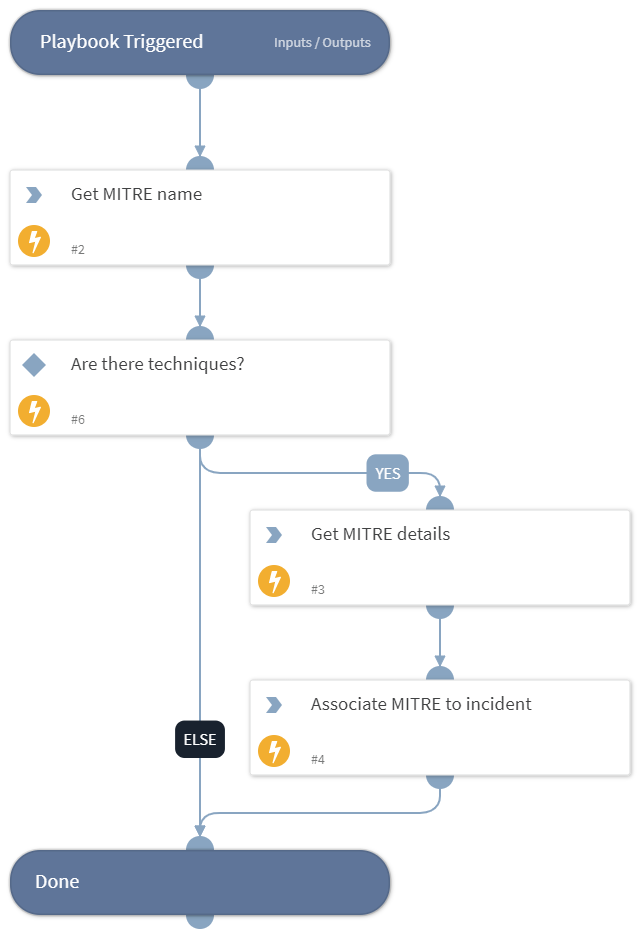 Playbook Triggered Inputs / Outputs
Get MITRE name
#2
Are there techniques?
#6
YES
Get MITRE details
#3
Associate MITRE to incident
ELSE
#4
Done